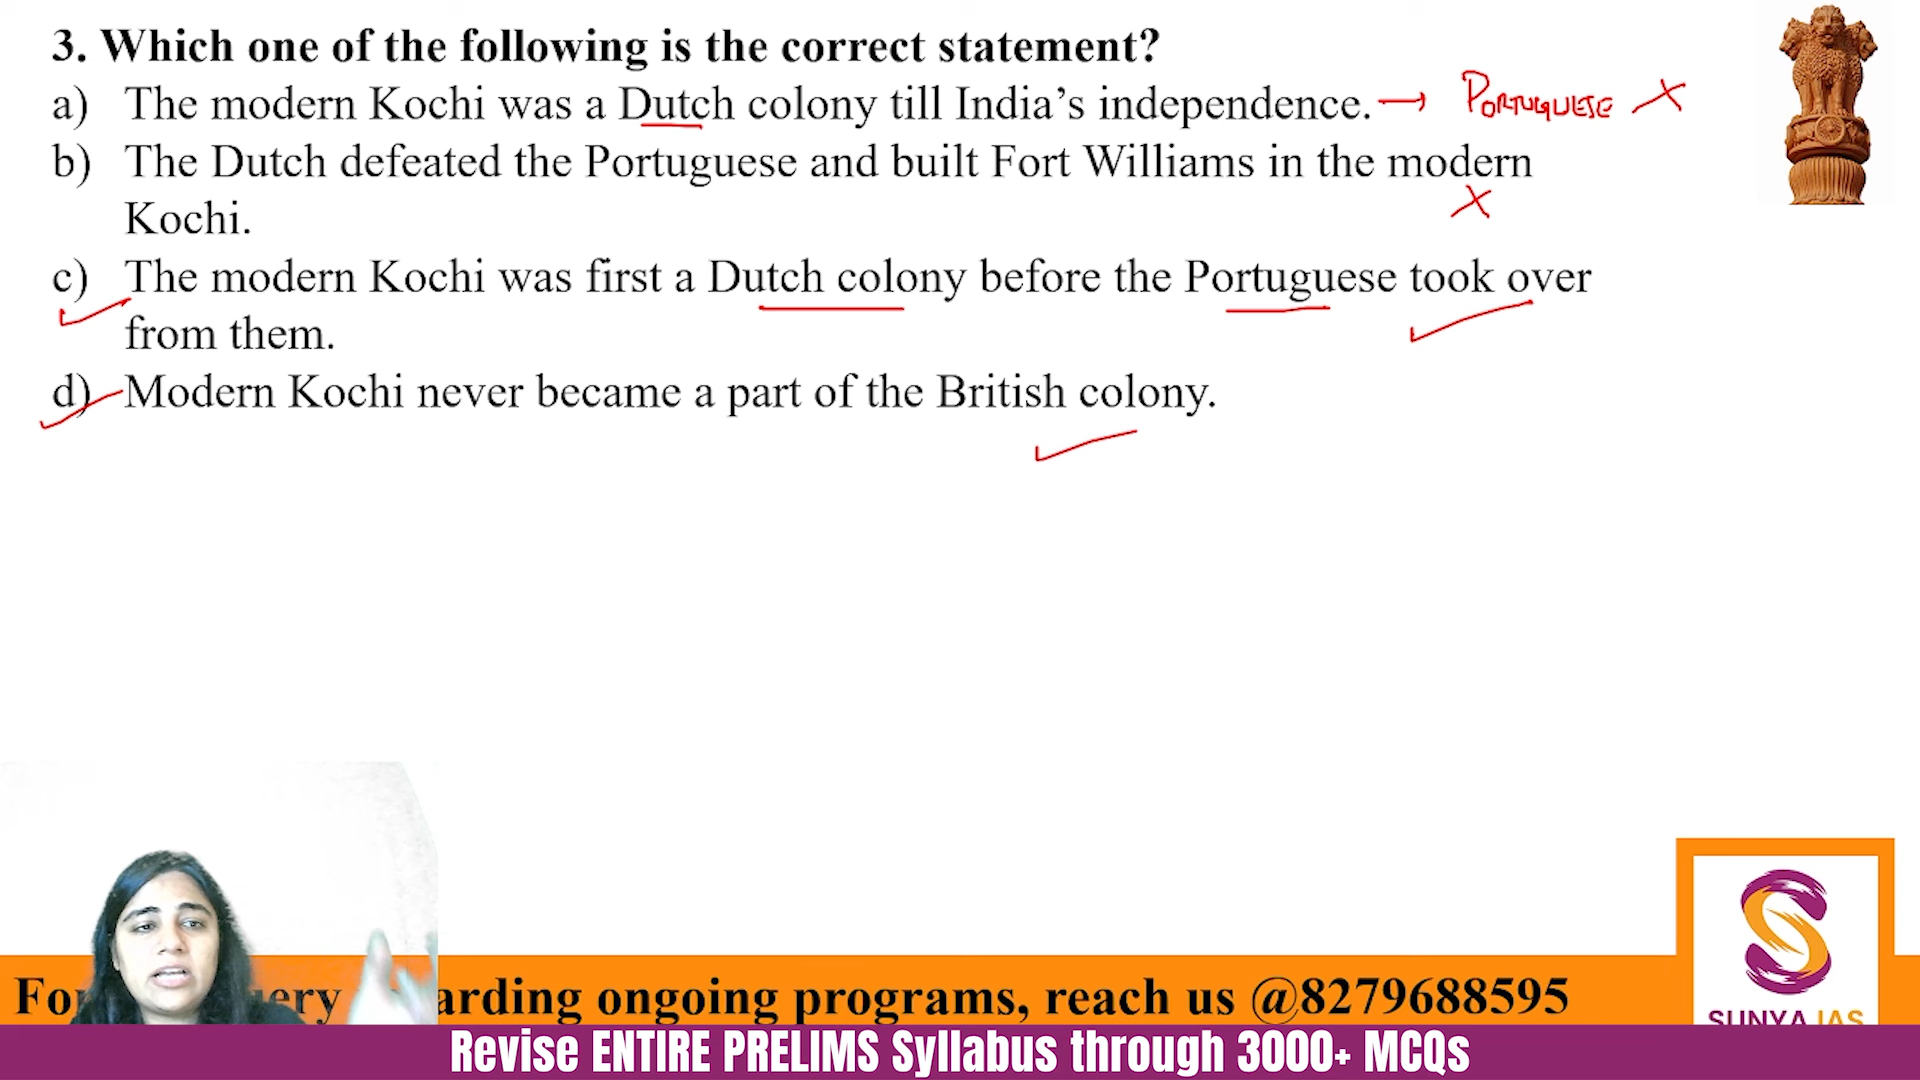 3. Which one of the following is the correct statement?
a) The modern Kochi was a Dutch colony till India's independence. → PORTUGUESE X
b) The Dutch defeated the Portuguese and built Fort Williams in the modern
Kochi. X
c) The modern Kochi was first a Dutch colony before the Portuguese took over
from them.
d) Modern Kochi never became a part of the British colony.
ongoing programs, reach us @8279688595
SUNYA IAS
Revise ENTIRE PRELIMS Syllabus through 3000+ MCQs